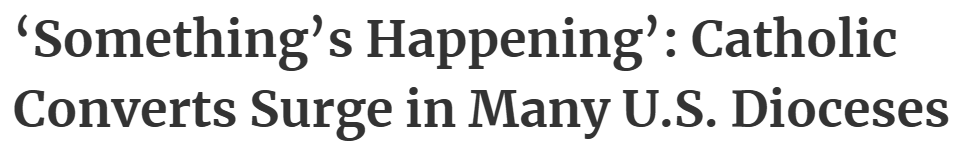 ‘Something’s Happening’: Catholic
Converts Surge in Many U.S. Dioceses